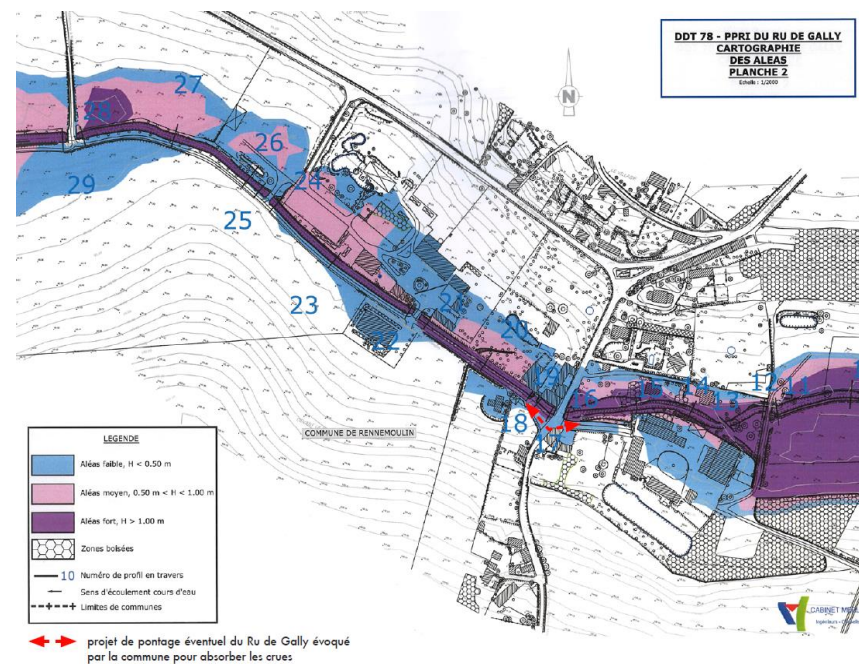 DDT 78 - PPRI DU RU DE GALLY
CARTOGRAPHIE
DES ALEAS
PLANCHE 2
Echelle : 1/2000
N
27
28
26
29
24
25
23
21
22
20
19
18
17
16
15
14
13
12
11
1
COMMUNE DE RENNEMOULIN
LEGENDE
Aléas faible, H < 0.50 m
Aléas moyen, 0.50 m < H < 1.00 m
Aléas fort, H > 1.00 m
Zones boisées
10 Numéro de profil en travers
Sens d'écoulement cours d'eau
Limites de communes
CABINET
projet de pontage éventuel du Ru de Gally évoqué
par la commune pour absorber les crues